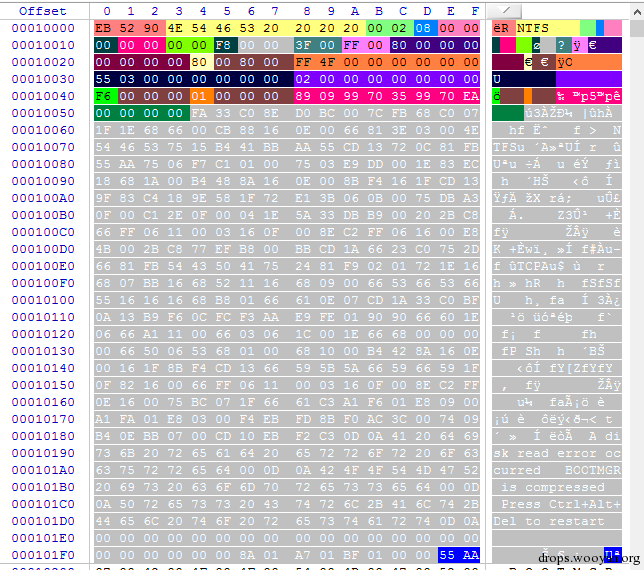 Offset 0 1 2 3 4 5 6 7 8 9 A B C D E F
00010000 EB 52 90 4E 54 46 53 20 20 20 20 00 02 08 00 00 ëR NTFS
00010010 00 00 00 00 00 F8 00 00 3F 00 FF 00 80 00 00 00 ø ? ÿ €
00010020 00 00 00 00 80 00 80 00 FF 4F 00 00 00 00 00 00 € €
00010030 55 03 00 00 00 00 00 00 02 00 00 00 00 00 00 00 U
00010040 F6 00 00 00 01 00 00 00 89 09 99 70 35 99 70 EA ö ‰ ™p5™pê
00010050 00 00 00 00 FA 33 C0 8E D0 BC 00 7C FB 68 C0 07 ú3ÀŽÐ¼ |ûhÀ
00010060 1F 1E 68 66 00 CB 88 16 0E 00 66 81 3E 03 00 4E hf Ëˆ f > N
00010070 54 46 53 75 15 B4 41 BB AA 55 CD 13 72 0C 81 FB TFSu ´A»ªUÍ r û
00010080 55 AA 75 06 F7 C1 01 00 75 03 E9 DD 00 1E 83 EC Uªu ÷Á u éÝ ƒì
00010090 18 68 1A 00 B4 48 8A 16 0E 00 8B F4 16 1F CD 13 h ´HŠ ‹ô Í
000100A0 9F 83 C4 18 9E 58 1F 72 E1 3B 06 0B 00 75 DB A3 ŸƒÄ žX rá; uÛ£
000100B0 0F 00 C1 2E 0F 00 04 1E 5A 33 DB B9 00 20 2B C8 Á. Z3Û¹ +È
000100C0 66 FF 06 11 00 03 16 0F 00 8E C2 FF 06 16 00 E8 fÿ ŽÂÿ è
000100D0 4B 00 2B C8 77 EF B8 00 BB CD 1A 66 23 C0 75 2D K +Èwï¸ »Í f#Àu-
000100E0 66 81 FB 54 43 50 41 75 24 81 F9 02 01 72 1E 16 f ûTCPAu$ ù r
000100F0 68 07 BB 16 68 52 11 16 68 09 00 66 53 66 53 66 h » hR h fSfSf
00010100 55 16 16 16 68 B8 01 66 61 0E 07 CD 1A 33 C0 BF U h¸ fa Í 3À¿
00010110 0A 13 B9 F6 0C FC F3 AA E9 FE 01 90 90 66 60 1E ¹ö üóªéþ f`
00010120 06 66 A1 11 00 66 03 06 1C 00 1E 66 68 00 00 00 f¡ f fh
00010130 00 66 50 06 53 68 01 00 68 10 00 B4 42 8A 16 0E fP Sh h ´BŠ
00010140 00 16 1F 8B F4 CD 13 66 59 5B 5A 66 59 66 59 1F ‹ôÍ fY[ZfYfY
00010150 0F 82 16 00 66 FF 06 11 00 03 16 0F 00 8E C2 FF ‚ fÿ ŽÂÿ
00010160 0E 16 00 75 BC 07 1F 66 61 C3 A1 F6 01 E8 09 00 u¼ faÃ¡ö è
00010170 A1 FA 01 E8 03 00 F4 EB FD 8B F0 AC 3C 00 74 09 ¡ú è ôëý‹ð¬< t
00010180 B4 0E BB 07 00 CD 10 EB F2 C3 0D 0A 41 20 64 69 ´ » Í ëòÃ A di
00010190 73 6B 20 72 65 61 64 20 65 72 72 6F 72 20 6F 63 sk read error oc
000101A0 63 75 72 72 65 64 00 0D 0A 42 4F 4F 54 4D 47 52 curred BOOTMGR
000101B0 20 69 73 20 63 6F 6D 70 72 65 73 73 65 64 00 0D is compressed
000101C0 0A 50 72 65 73 73 20 43 74 72 6C 2B 41 6C 74 2B Press Ctrl+Alt+
000101D0 44 65 6C 20 74 6F 20 72 65 73 74 61 72 74 0D 0A Del to restart
000101E0 00 00 00 00 00 00 00 00 00 00 00 00 00 00 00 00
000101F0 00 00 00 00 00 00 8A 01 A7 01 BF 01 00 00 55 AA Uª
drops.wooyun.org